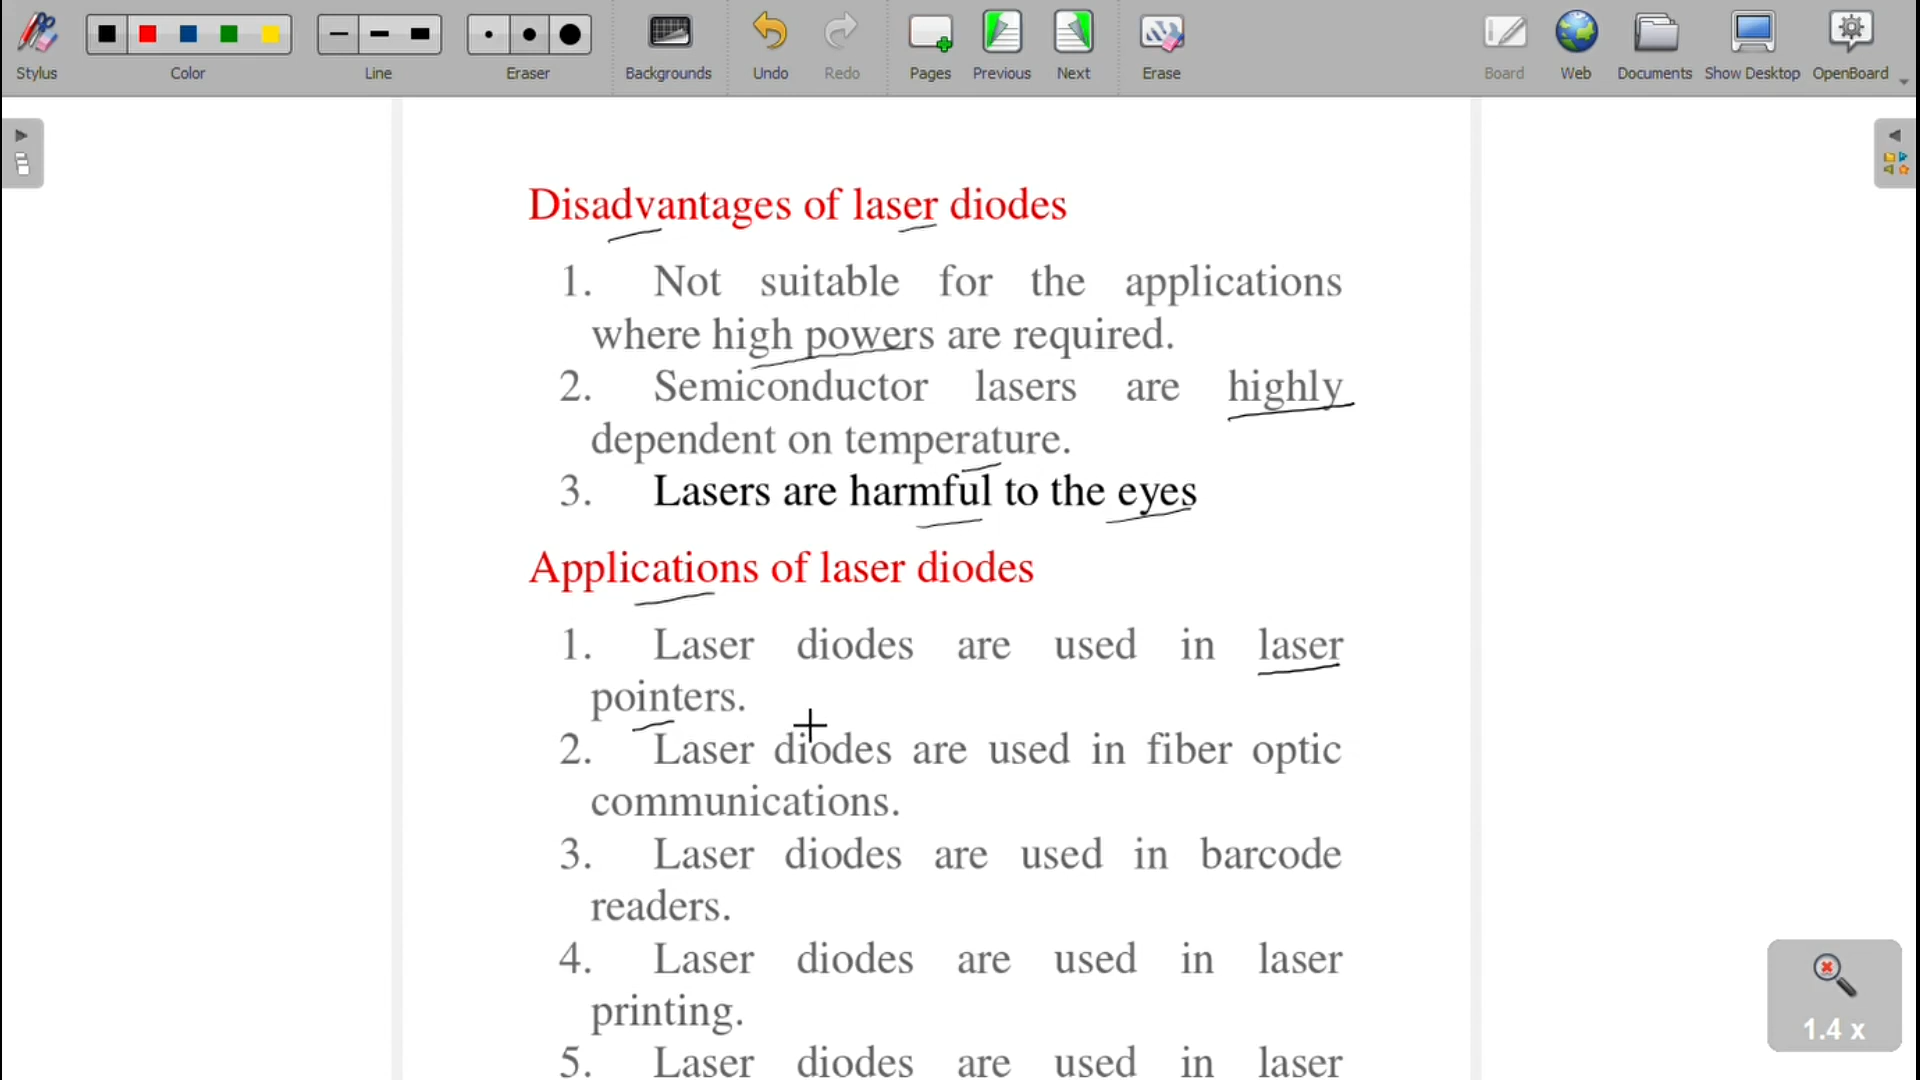 Stylus Color Line Eraser Backgrounds Undo Redo Pages Previous Next Erase Board Web Documents Show Desktop OpenBoard
Disadvantages of laser diodes
1. Not suitable for the applications
where high powers are required.
2. Semiconductor lasers are highly
dependent on temperature.
3. Lasers are harmful to the eyes
Applications of laser diodes
1. Laser diodes are used in laser
pointers.
2. Laser diodes are used in fiber optic
communications.
3. Laser diodes are used in barcode
readers.
4. Laser diodes are used in laser
printing.
5. Laser diodes are used in laser
1.4 x